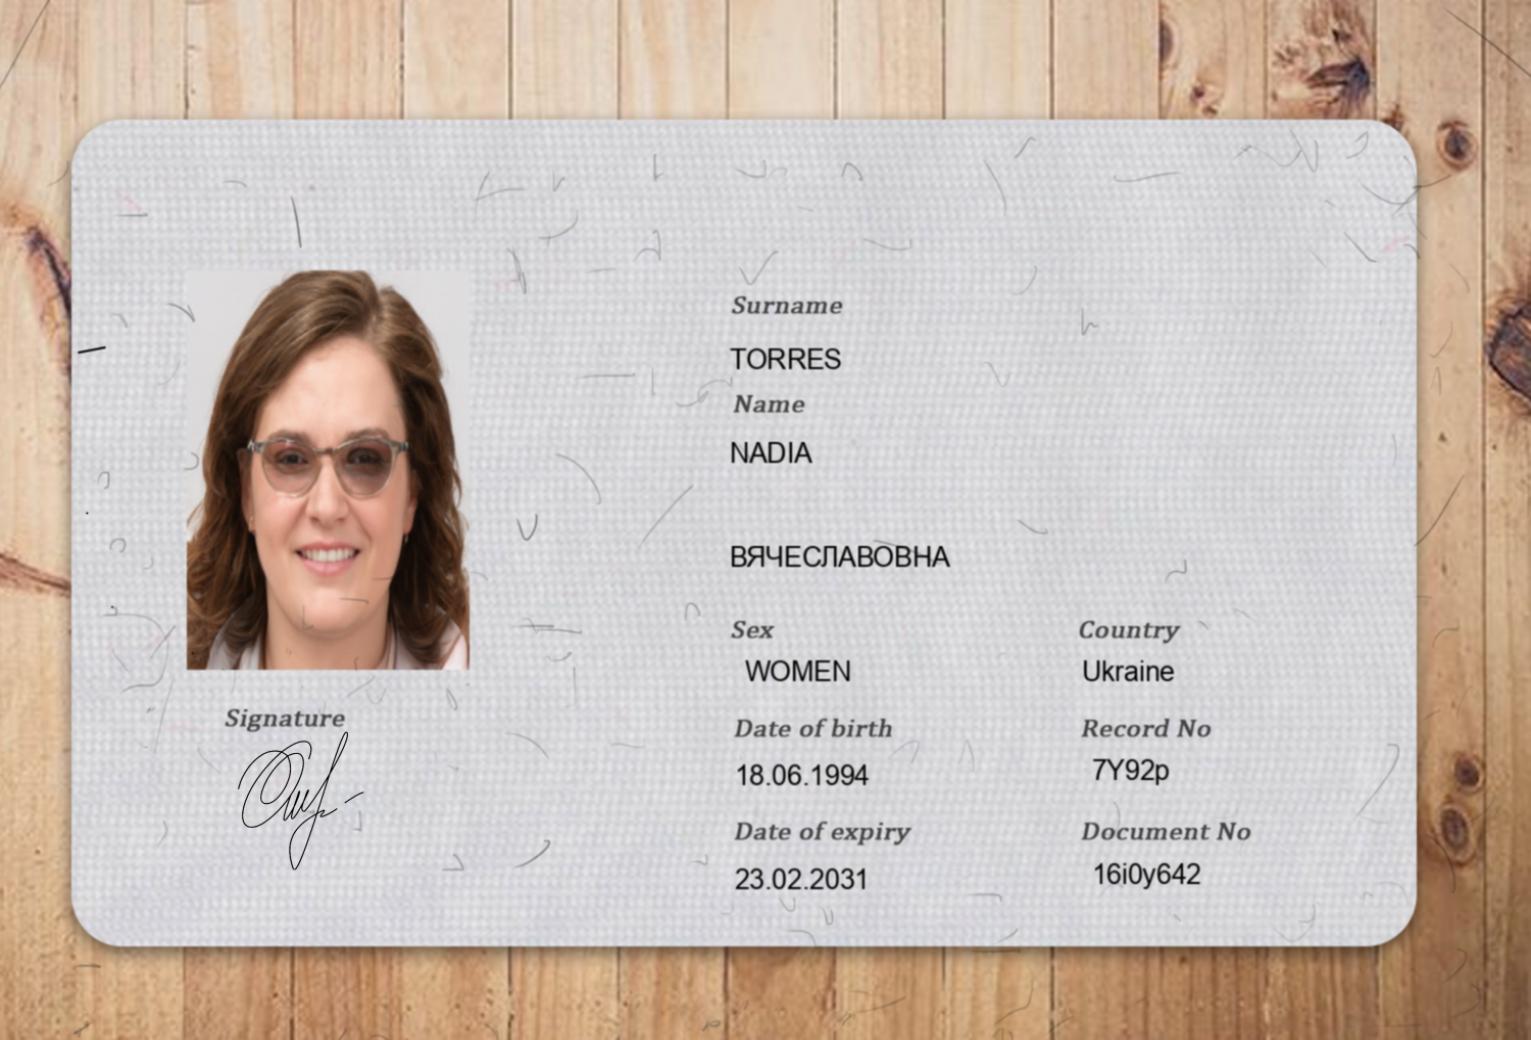 Surname
TORRES
Name
NADIA
ВЯЧЕСЛАВОВНА
Sex
WOMEN
Country
Ukraine
Date of birth
18.06.1994
Record No
7Y92p
Date of expiry
23.02.2031
Document No
16i0y642
Signature